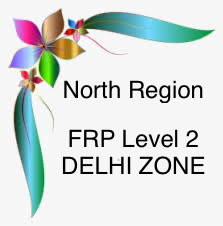 North Region
FRP Level 2
DELHI ZONE